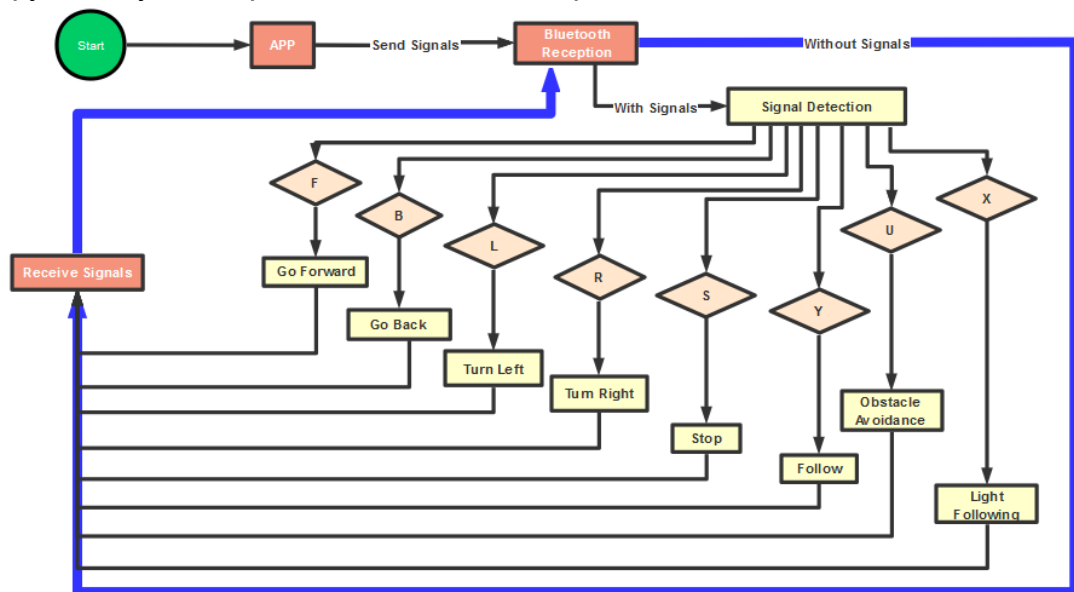 Start
APP
Send Signals
Bluetooth
Reception
Without Signals
With Signals
Signal Detection
F
B
L
R
S
Y
U
X
Receive Signals
Go Forward
Go Back
Turn Left
Turn Right
Stop
Follow
Obstacle
Avoidance
Light
Following